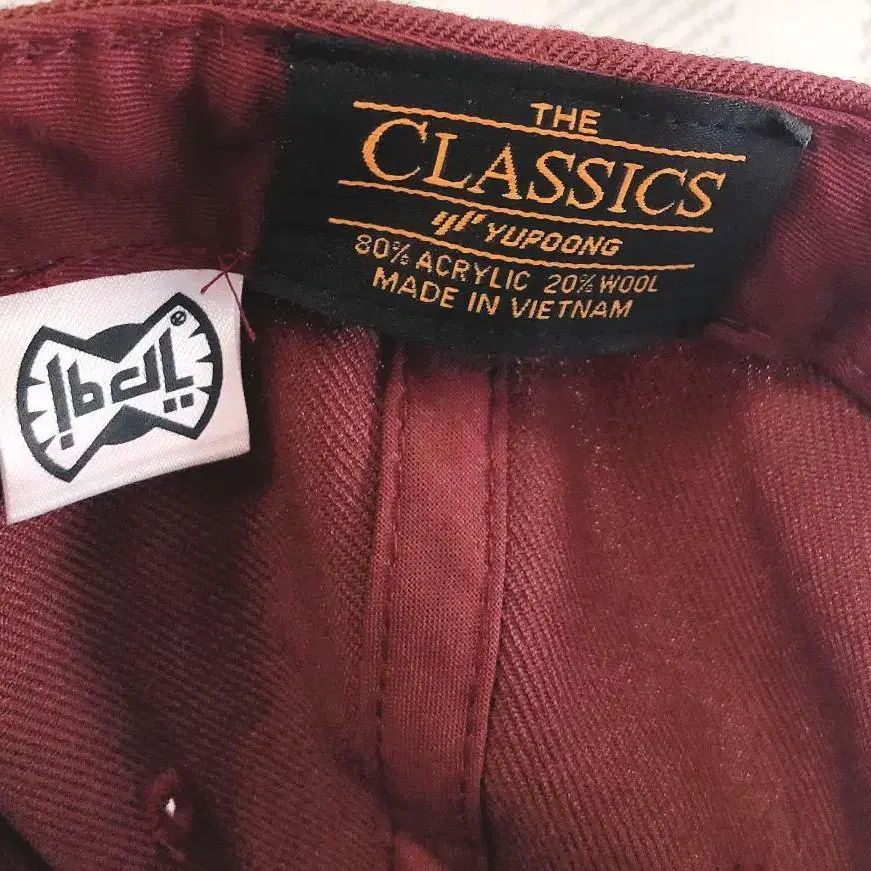 THE
CLASSICS
YUPOONG
80% ACRYLIC 20% WOOL
MADE IN VIETNAM